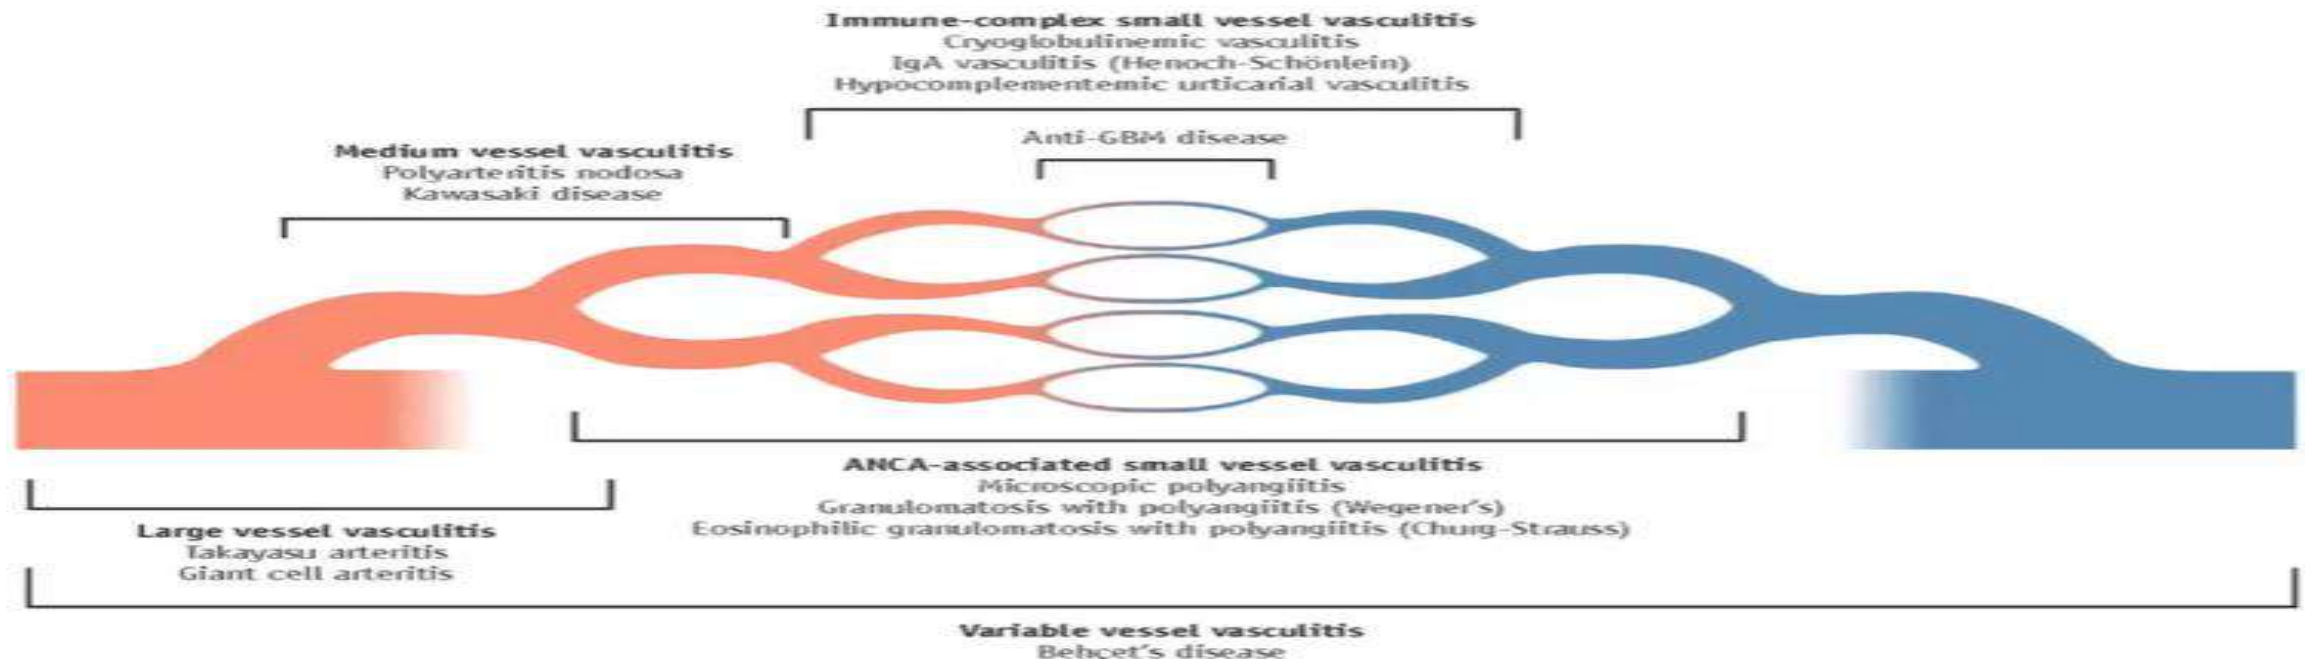 Immune-complex small vessel vasculitis
Cryoglobulinemic vasculitis
IgA vasculitis (Henoch-Schönlein)
Hypocomplementemic urticarial vasculitis
Anti-GBM disease
Medium vessel vasculitis
Polyarteritis nodosa
Kawasaki disease
ANCA-associated small vessel vasculitis
Microscopic polyangiitis
Granulomatosis with polyangiitis (Wegener's)
Eosinophilic granulomatosis with polyangiitis (Churg-Strauss)
Large vessel vasculitis
Takayasu arteritis
Giant cell arteritis
Variable vessel vasculitis
Behçet's disease